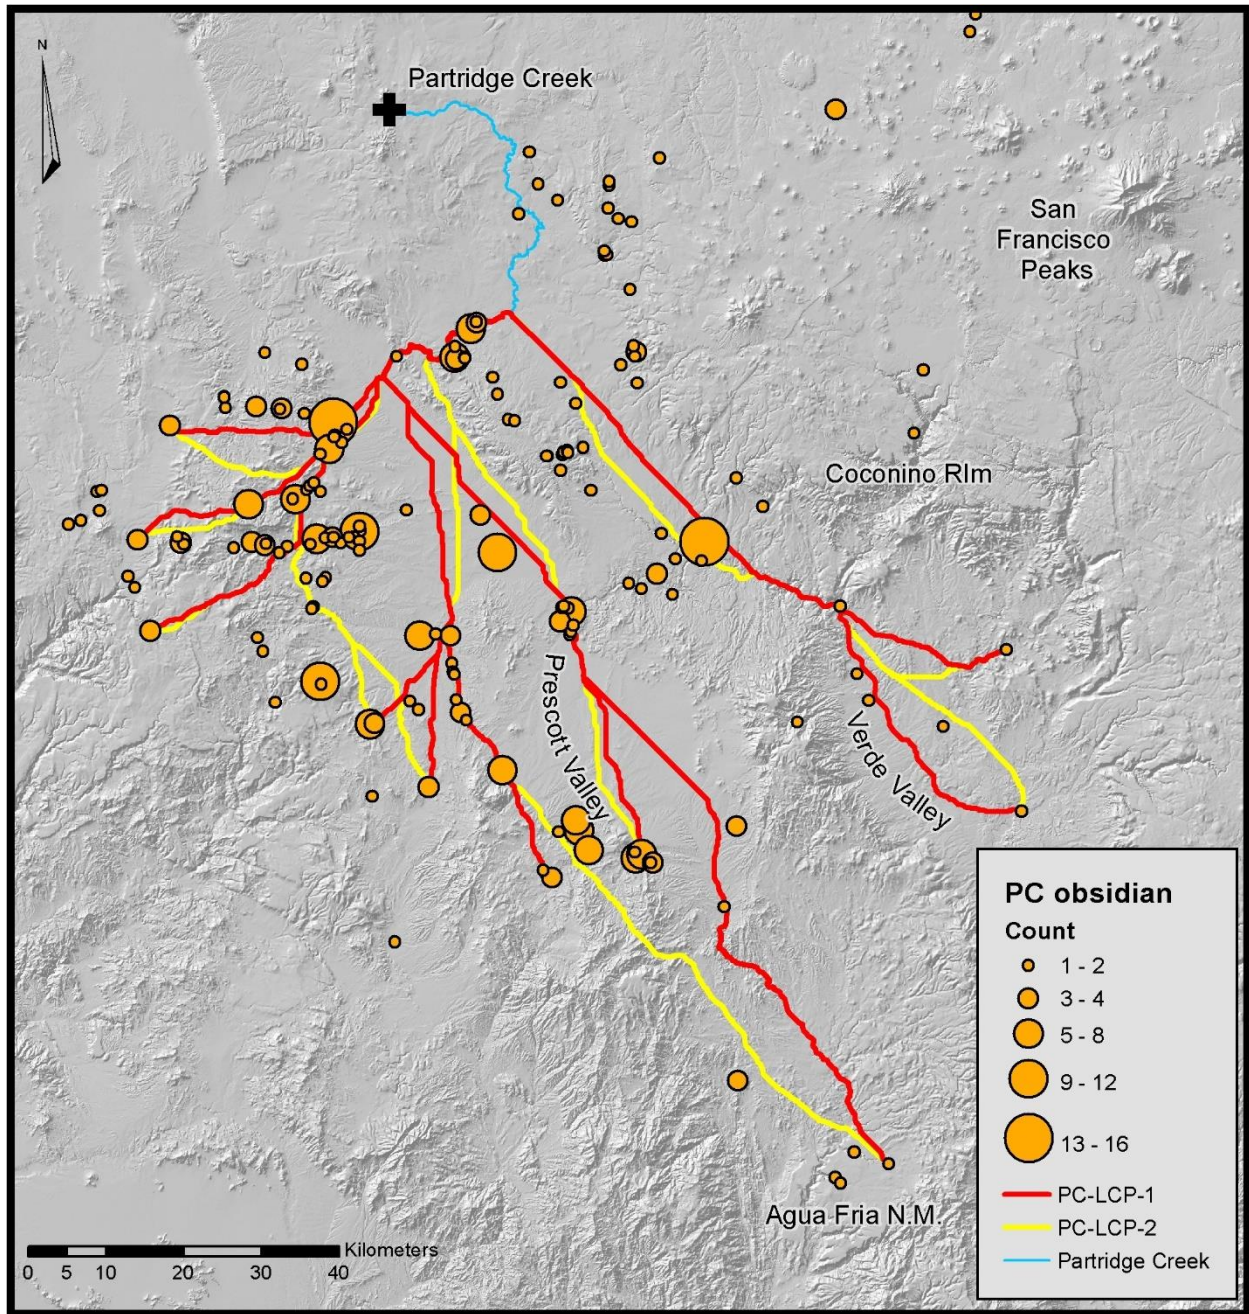 N
Partridge Creek
San
Francisco
Peaks
Coconino RIm
Prescott Valley
Verde Valley
Agua Fria N.M.
PC obsidian
Count
1 - 2
3 - 4
5 - 8
9 - 12
13 - 16
PC-LCP-1
PC-LCP-2
Partridge Creek
Kilometers
0 5 10 20 30 40